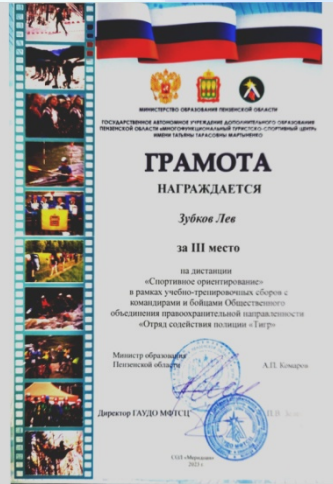 МИНИСТЕРСТВО ОБРАЗОВАНИЯ ПЕНЗЕНСКОЙ ОБЛАСТИ
ГОСУДАРСТВЕННОЕ АВТОНОМНОЕ УЧРЕЖДЕНИЕ ДОПОЛНИТЕЛЬНОГО ОБРАЗОВАНИЯ
ПЕНЗЕНСКОЙ ОБЛАСТИ «МНОГОФУНКЦИОНАЛЬНЫЙ ТУРИСТСКО-СПОРТИВНЫЙ ЦЕНТР»
ИМЕНИ ТАТЬЯНЫ ТАРАСОВНЫ МАРТЫНЕНКО
ГРАМОТА
НАГРАЖДАЕТСЯ
Зубков Лев
за III место
на дистанции
«Спортивное ориентирование»
в рамках учебно-тренировочных сборов с
командирами и бойцами Общественного
объединения правоохранительной направленности
«Отряд содействия полиции «Тигр»
Министр образования
Пензенской области А.П. Комаров
Директор ГАУДО МФТСЦ